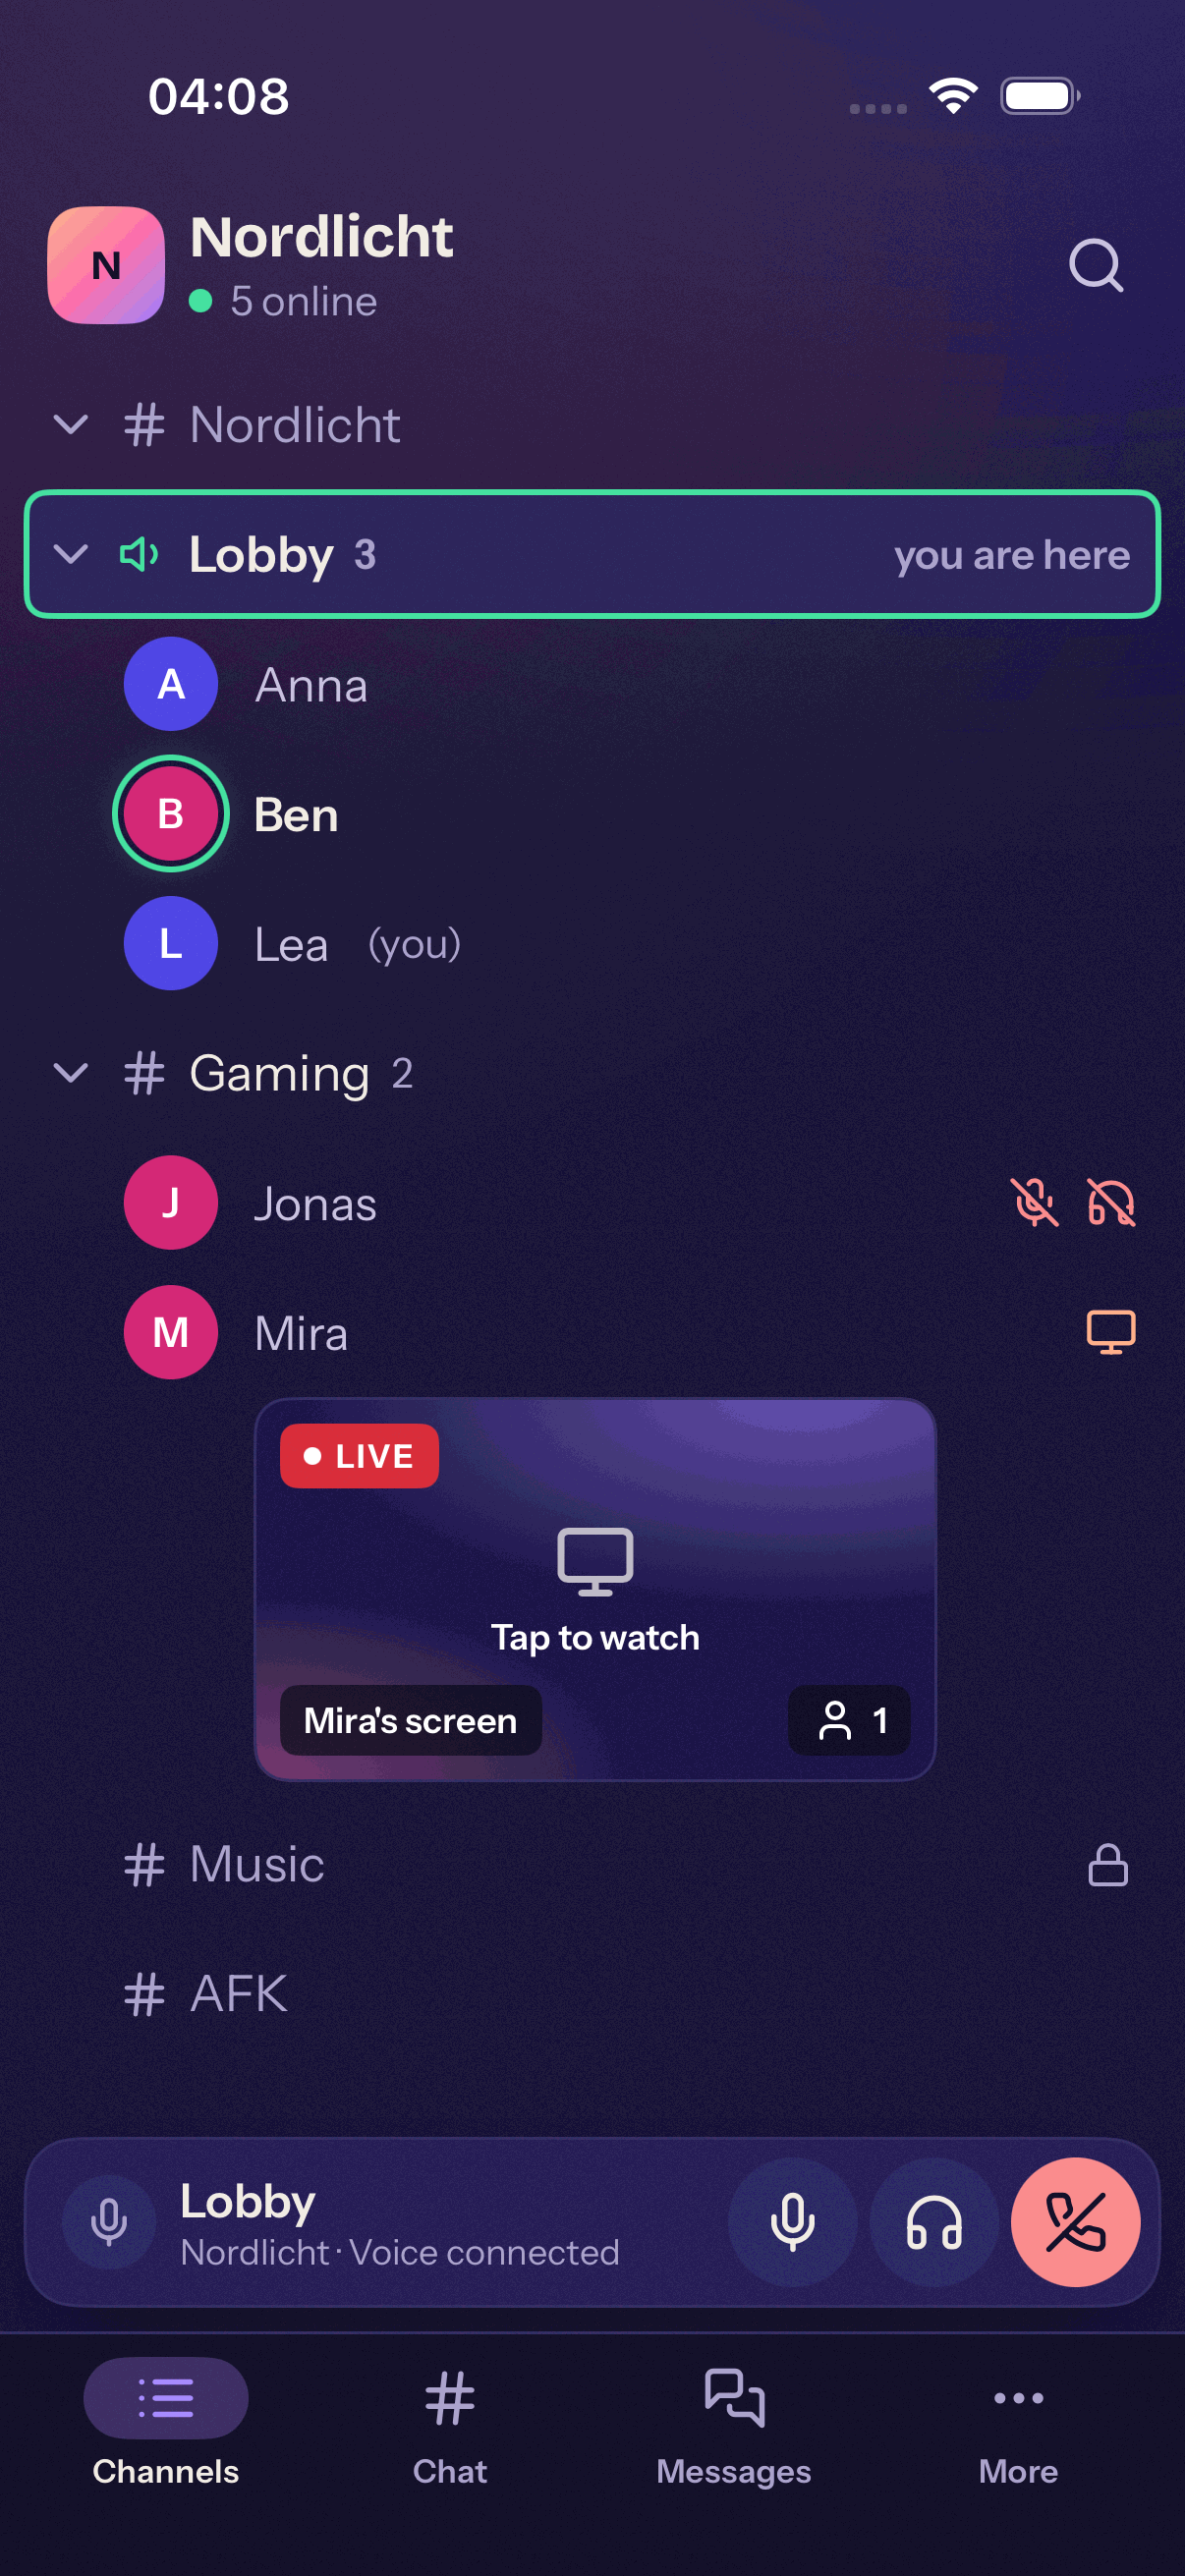 04:08
N
Nordlicht
5 online
# Nordlicht
Lobby 3
you are here
A Anna
B Ben
L Lea (you)
# Gaming 2
J Jonas
M Mira
LIVE
Tap to watch
Mira's screen
1
# Music
# AFK
Lobby
Nordlicht · Voice connected
Channels
Chat
Messages
More